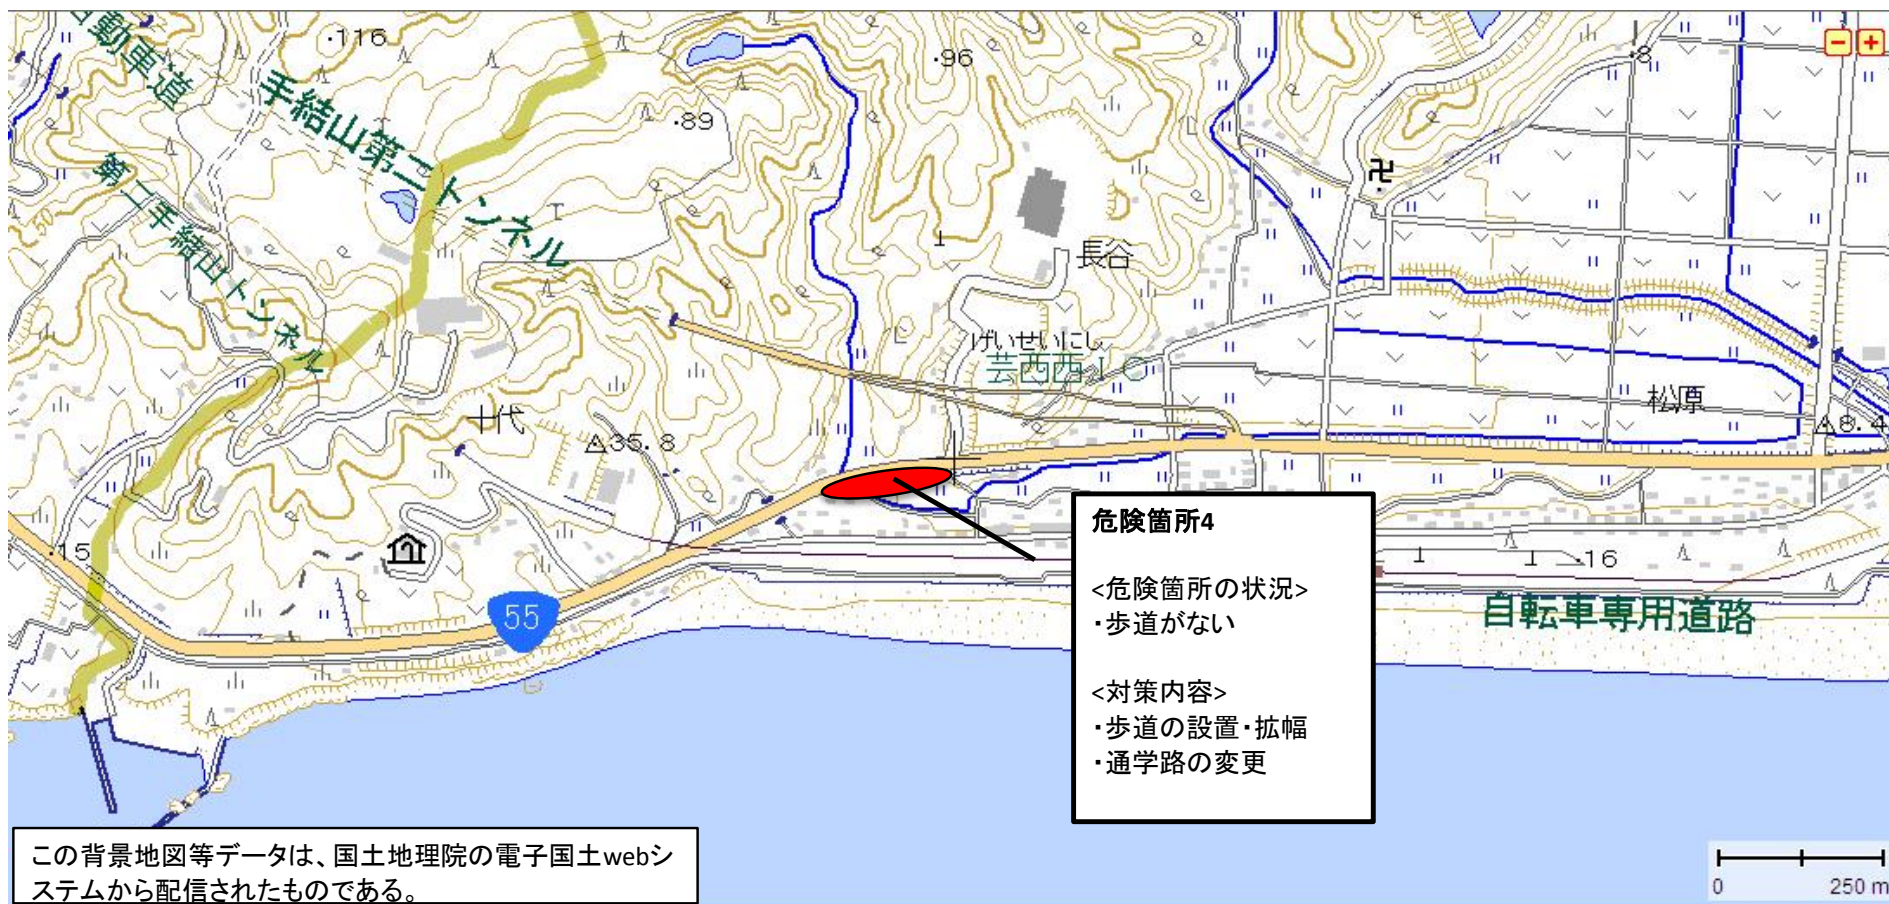 自動車道
・116
手結山第二トンネル
第二手結山トンネル
・96
・89
・8
50
卍
長谷
げいせいにし
芸西西IC
十代
35.8
松原
8.4
・15
55
・16
自転車専用道路
危険箇所4
<危険箇所の状況>
・歩道がない
<対策内容>
・歩道の設置・拡幅
・通学路の変更
この背景地図等データは、国土地理院の電子国土webシ
ステムから配信されたものである。
0 250 m